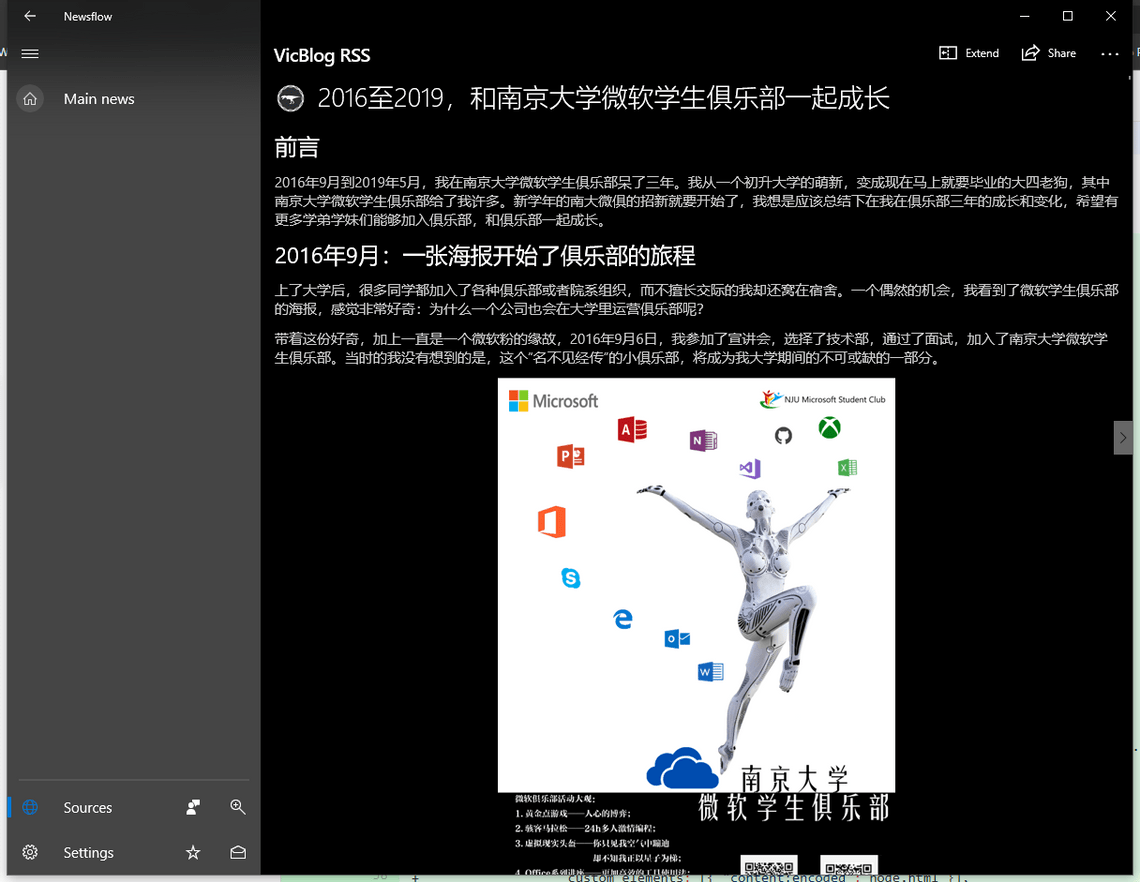 Newsflow
VicBlog RSS
Extend
Share
Main news
2016至2019，和南京大学微软学生俱乐部一起成长
前言
2016年9月到2019年5月，我在南京大学微软学生俱乐部呆了三年。我从一个初升大学的萌新，变成现在马上就要毕业的大四老狗，其中
南京大学微软学生俱乐部给了我许多。新学年的南大微俱的招新就要开始了，我想是应该总结下在我在俱乐部三年的成长和变化，希望有
更多学弟学妹们能够加入俱乐部，和俱乐部一起成长。
2016年9月：一张海报开始了俱乐部的旅程
上了大学后，很多同学都加入了各种俱乐部或者院系组织，而不擅长交际的我却还窝在宿舍。一个偶然的机会，我看到了微软学生俱乐部
的海报，感觉非常好奇：为什么一个公司也会在大学里运营俱乐部呢？
带着这份好奇，加上一直是一个微软粉的缘故，2016年9月6日，我参加了宣讲会，选择了技术部，通过了面试，加入了南京大学微软学
生俱乐部。当时的我没有想到的是，这个“名不见经传”的小俱乐部，将成为我大学期间的不可或缺的一部分。
Microsoft
NJU Microsoft Student Club
南京大学
微软学生俱乐部
微软俱乐部活动大观：
1. 黄金点游戏——人心的博弈；
2. 骇客马拉松——24h多人激情编程；
3. 虚拟现实头盔——你只见我空气中蹦迪
却不知我正以星子为梯；
4. Office系列讲座——更加高效的工具使用法；
Sources
Settings
custom_elements: [{ "content:encoded": node.html }],